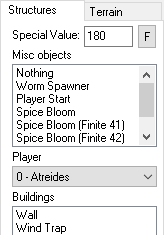 Structures Terrain
Special Value: 180 F
Misc objects
Nothing
Worm Spawner
Player Start
Spice Bloom
Spice Bloom (Finite 41)
Spice Bloom (Finite 42)
Player
0 - Atreides
Buildings
Wall
Wind Trap